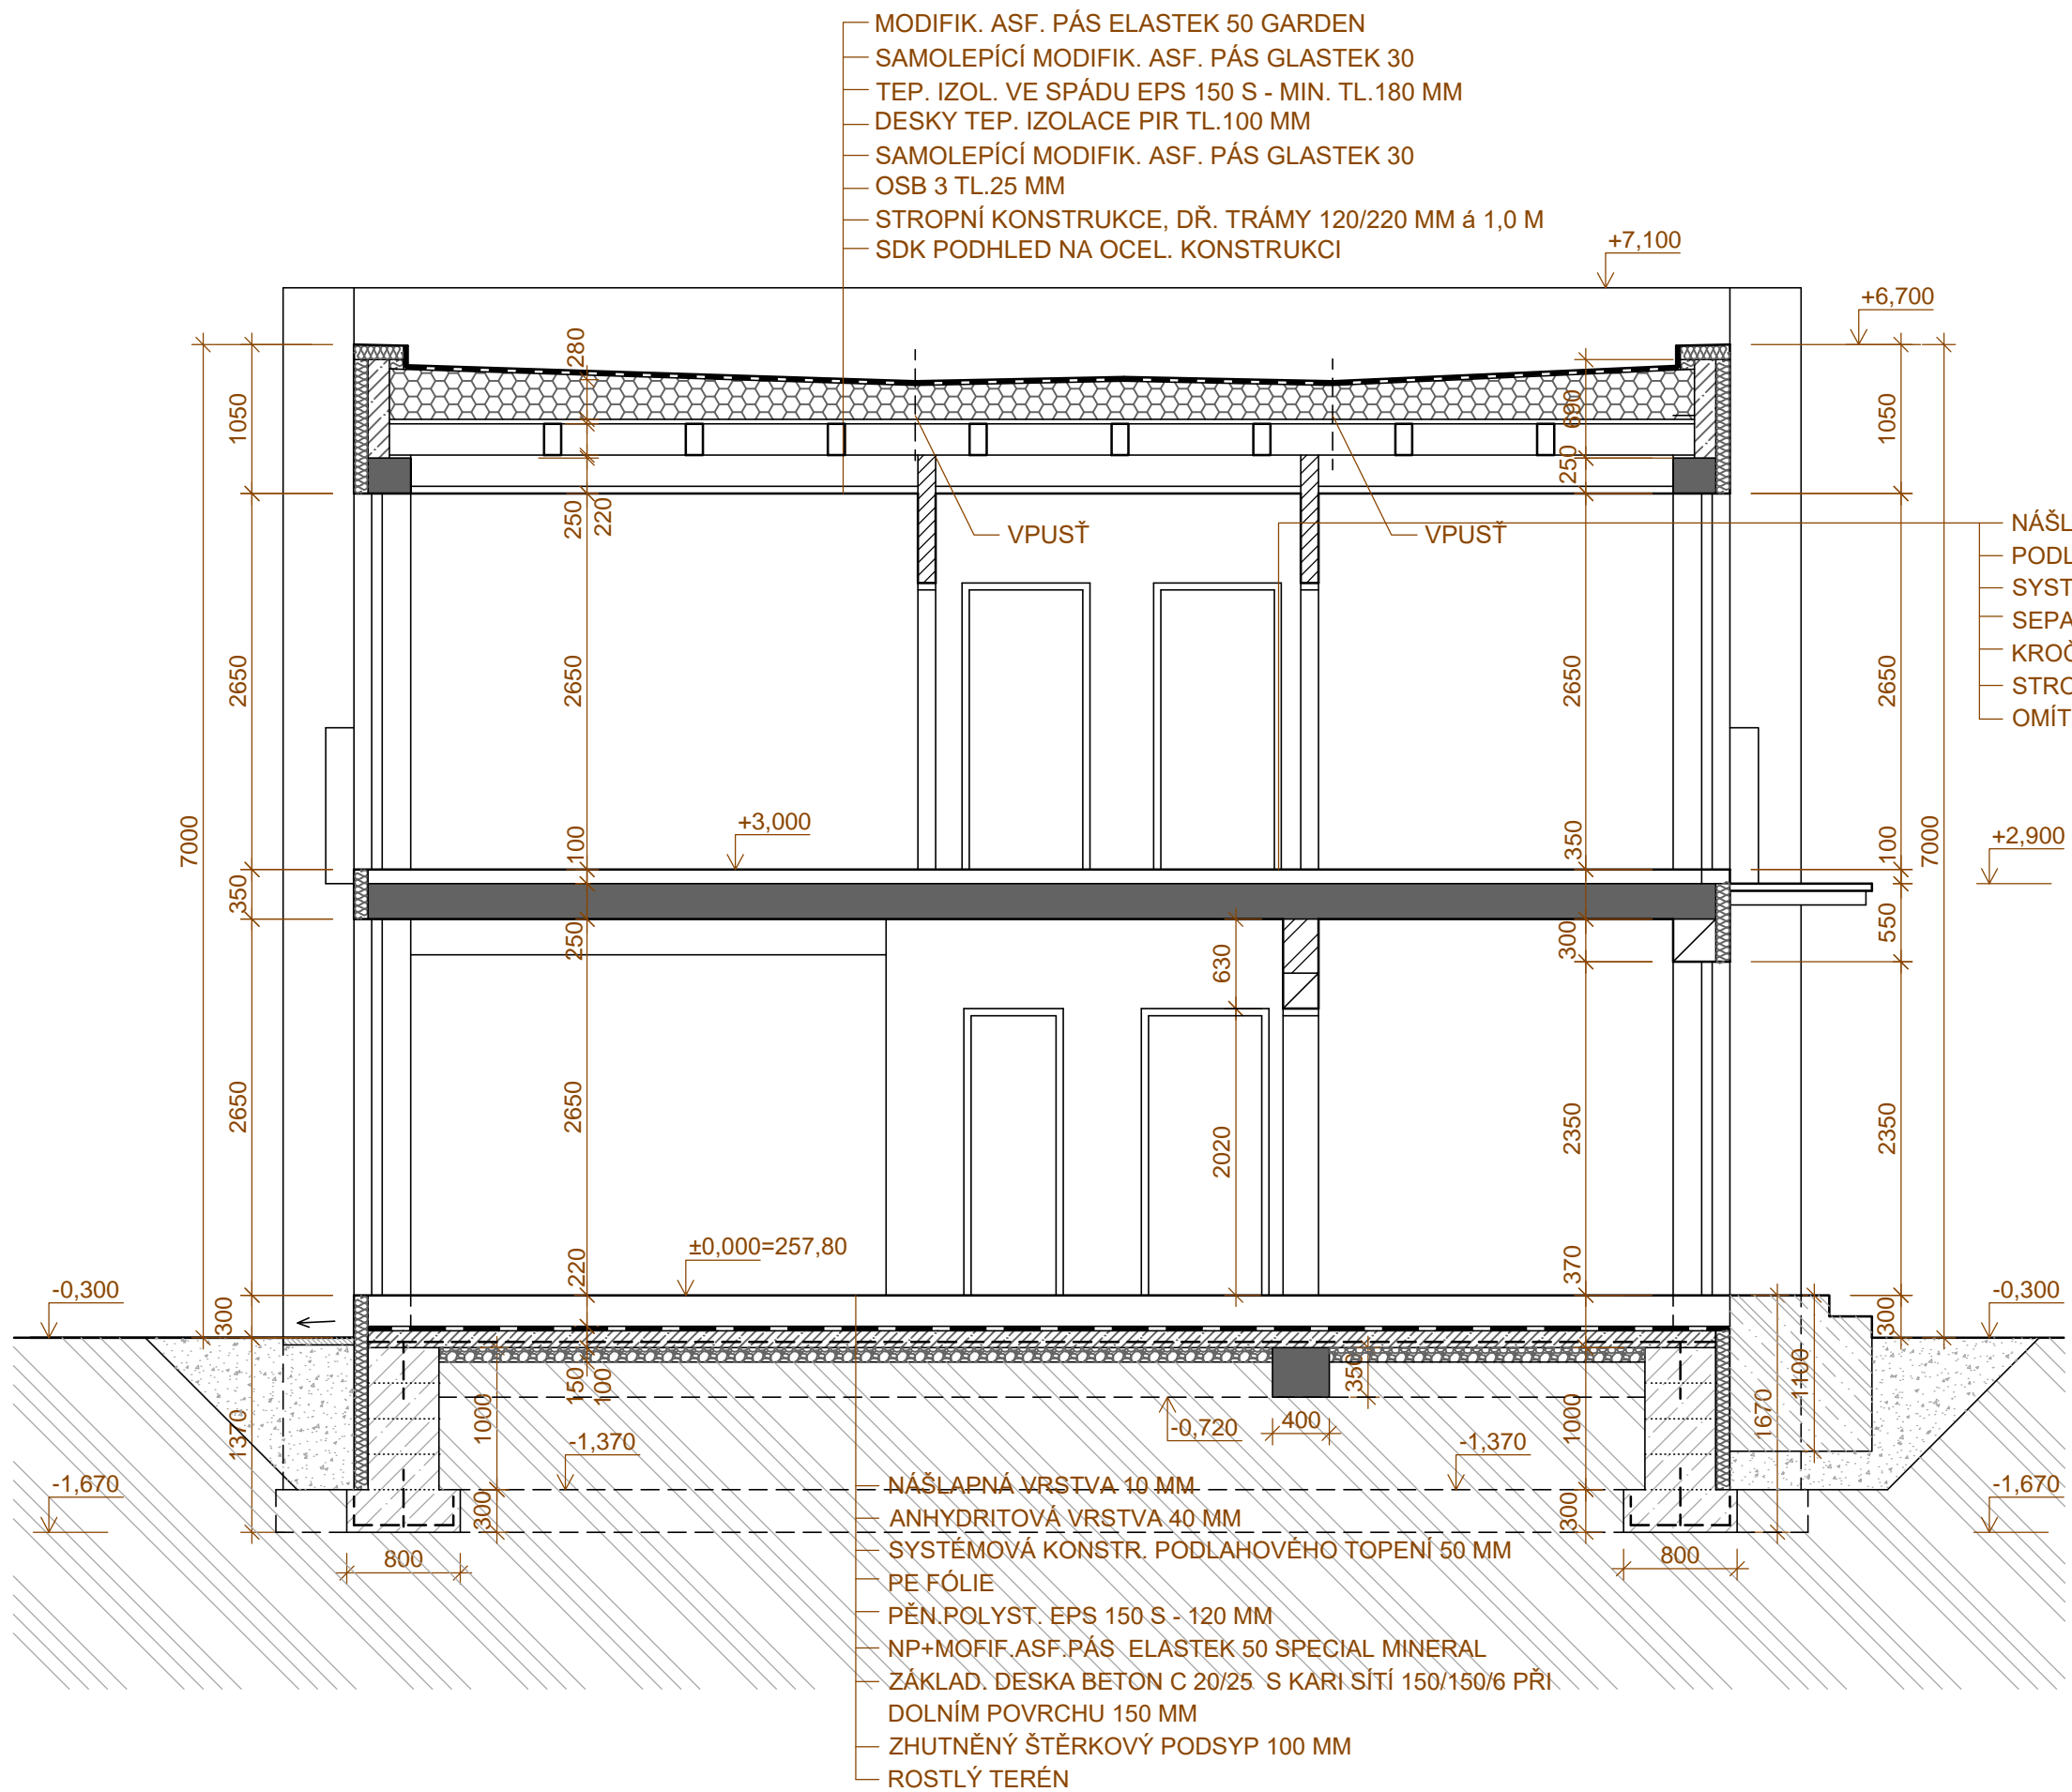 MODIFIK. ASF. PÁS ELASTEK 50 GARDEN
SAMOLEPÍCÍ MODIFIK. ASF. PÁS GLASTEK 30
TEP. IZOL. VE SPÁDU EPS 150 S - MIN. TL.180 MM
DESKY TEP. IZOLACE PIR TL.100 MM
SAMOLEPÍCÍ MODIFIK. ASF. PÁS GLASTEK 30
OSB 3 TL.25 MM
STROPNÍ KONSTRUKCE, DŘ. TRÁMY 120/220 MM á 1,0 M
SDK PODHLED NA OCEL. KONSTRUKCI
+7,100
+6,700
280
690
1050
1050
250
250
220
VPUSŤ
VPUSŤ
NÁŠL
PODL
SYST
SEPA
KROČ
STRO
OMÍT
2650
2650
2650
2650
7000
7000
+3,000
+2,900
100
350
100
350
250
300
550
630
2650
2650
2020
2350
2350
±0,000=257,80
220
370
-0,300
-0,300
300
300
150
100
350
1100
1670
1370
1000
1000
-0,720
400
-1,370
-1,370
-1,670
-1,670
300
300
800
800
NÁŠLAPNÁ VRSTVA 10 MM
ANHYDRITOVÁ VRSTVA 40 MM
SYSTÉMOVÁ KONSTR. PODLAHOVÉHO TOPENÍ 50 MM
PE FÓLIE
PĚN.POLYST. EPS 150 S - 120 MM
NP+MOFIF.ASF.PÁS ELASTEK 50 SPECIAL MINERAL
ZÁKLAD. DESKA BETON C 20/25 S KARI SÍTÍ 150/150/6 PŘI
DOLNÍM POVRCHU 150 MM
ZHUTNĚNÝ ŠTĚRKOVÝ PODSYP 100 MM
ROSTLÝ TERÉN